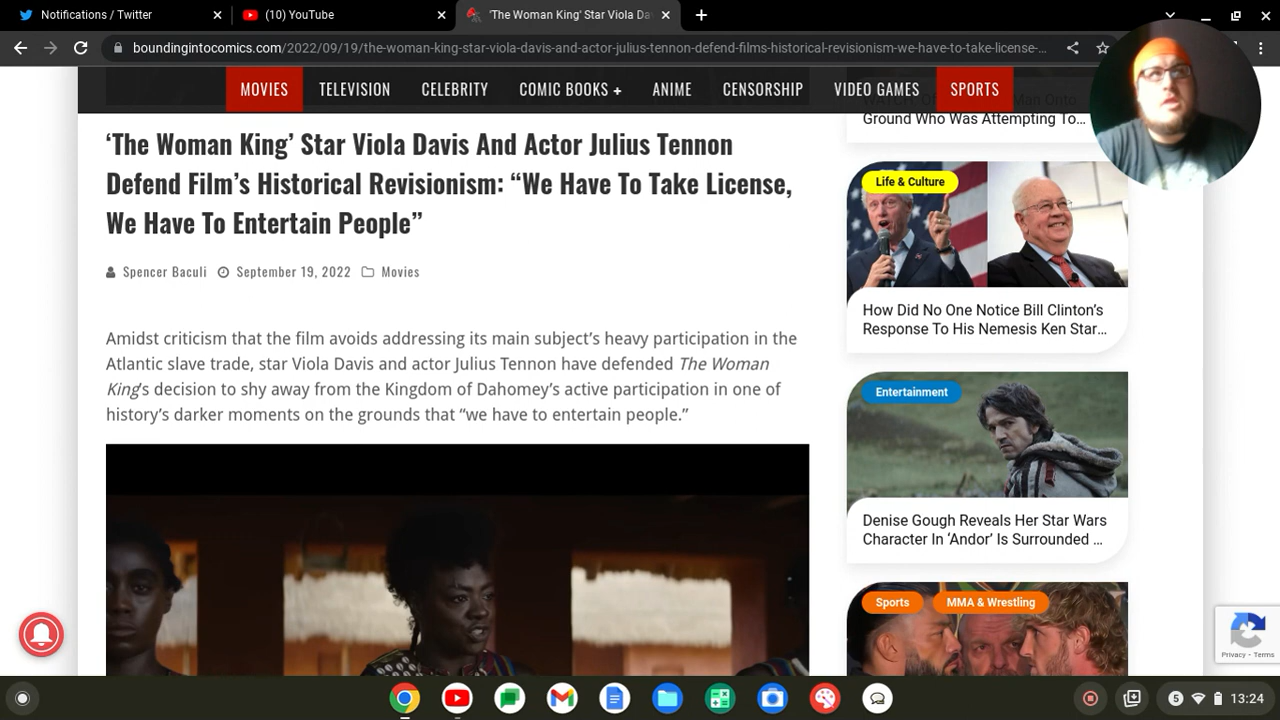 Notifications / Twitter
(10) YouTube
'The Woman King' Star Viola Da
boundingintocomics.com/2022/09/19/the-woman-king-star-viola-davis-and-actor-julius-tennon-defend-films-historical-revisionism-we-have-to-take-license-...
MOVIES TELEVISION CELEBRITY COMIC BOOKS + ANIME CENSORSHIP VIDEO GAMES SPORTS
‘The Woman King’ Star Viola Davis And Actor Julius Tennon
Defend Film’s Historical Revisionism: “We Have To Take License,
We Have To Entertain People”
Spencer Baculi September 19, 2022 Movies
Amidst criticism that the film avoids addressing its main subject’s heavy participation in the
Atlantic slave trade, star Viola Davis and actor Julius Tennon have defended The Woman
King’s decision to shy away from the Kingdom of Dahomey’s active participation in one of
history’s darker moments on the grounds that “we have to entertain people.”
Man Onto
Ground Who Was Attempting To...
Life & Culture
How Did No One Notice Bill Clinton’s
Response To His Nemesis Ken Star...
Entertainment
Denise Gough Reveals Her Star Wars
Character In ‘Andor’ Is Surrounded ...
Sports
MMA & Wrestling
Privacy - Terms
5
13:24